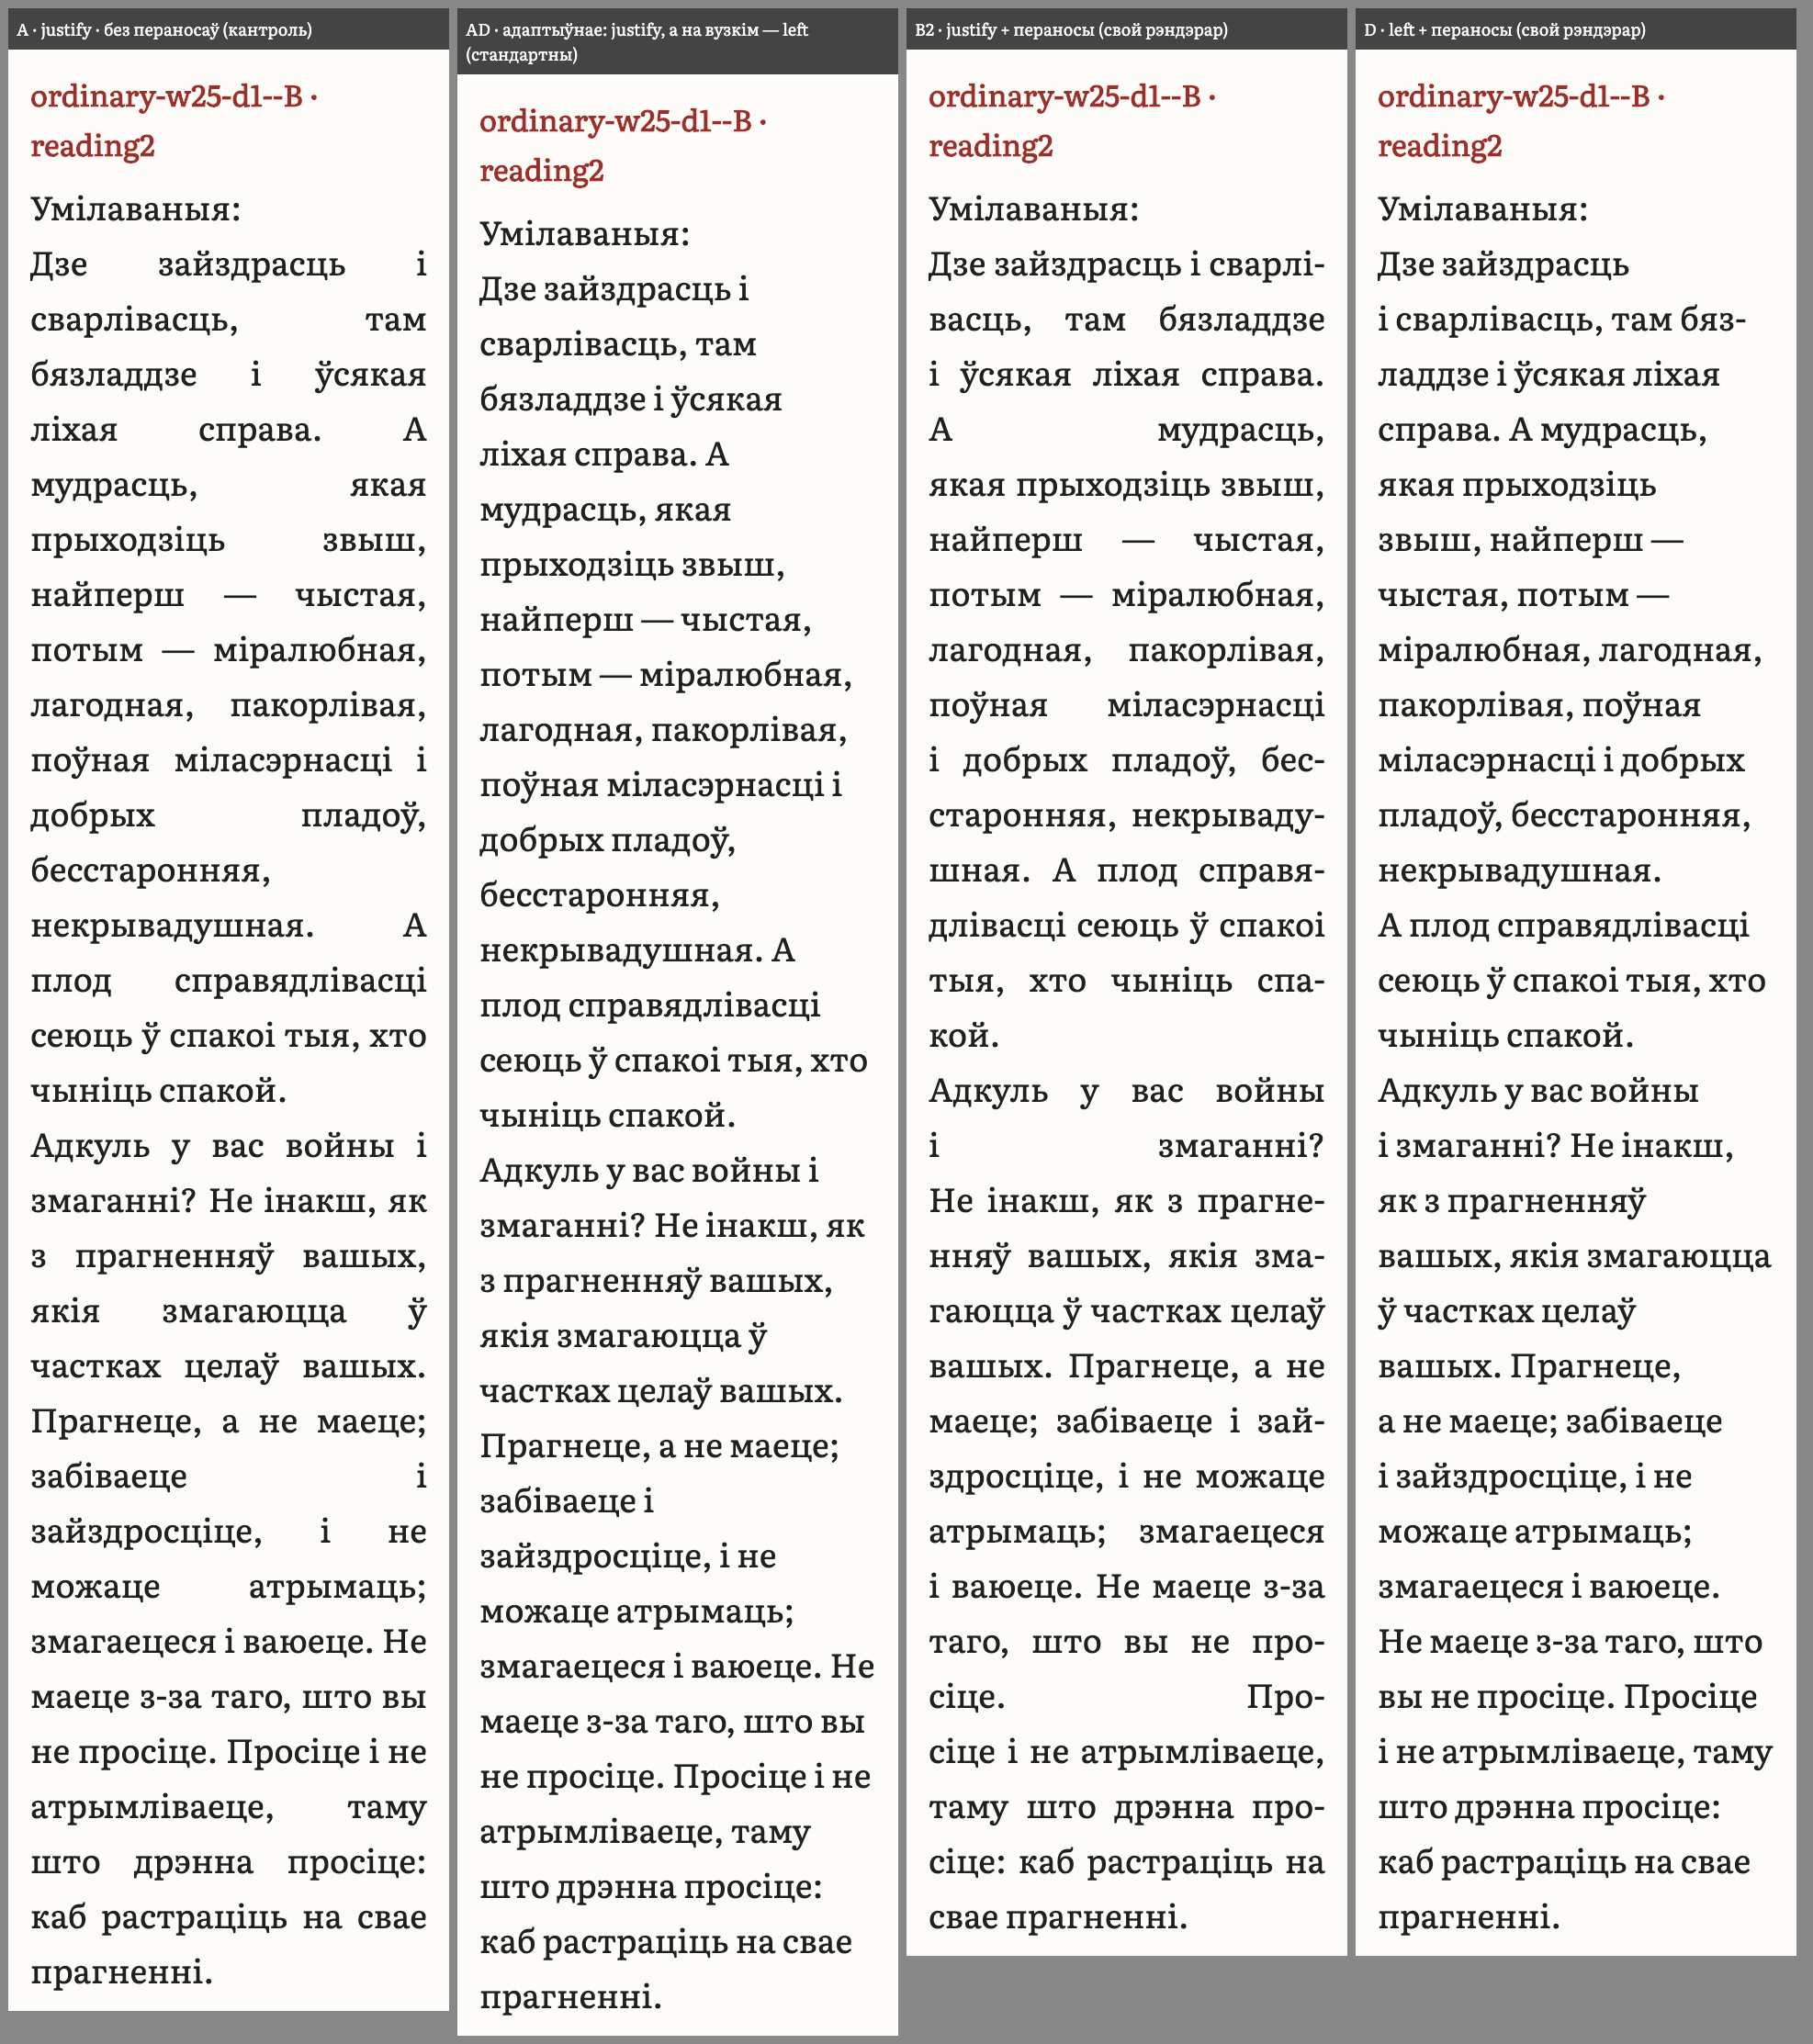 A · justify · без пераносаў (кантроль)
ordinary-w25-d1--B ·
reading2
Умілаваныя:
Дзе зайздрасць і
сварлівасць, там
бязладдзе і ўсякая
ліхая справа. А
мудрасць, якая
прыходзіць звыш,
найперш — чыстая,
потым — міралюбная,
лагодная, пакорлівая,
поўная міласэрнасці і
добрых пладоў,
бесстаронняя,
некрывадушная. А
плод справядлівасці
сеюць ў спакоі тыя, хто
чыніць спакой.
Адкуль у вас войны і
змаганні? Не інакш, як
з прагненняў вашых,
якія змагаюцца ў
частках целаў вашых.
Прагнеце, а не маеце;
забіваеце і
зайздросціце, і не
можаце атрымаць;
змагаецеся і ваюеце. Не
маеце з-за таго, што вы
не просіце. Просіце і не
атрымліваеце, таму
што дрэнна просіце:
каб растраціць на свае
прагненні.
AD · адаптыўнае: justify, а на вузкім — left
(стандартны)
ordinary-w25-d1--B ·
reading2
Умілаваныя:
Дзе зайздрасць і
сварлівасць, там
бязладдзе і ўсякая
ліхая справа. А
мудрасць, якая
прыходзіць звыш,
найперш — чыстая,
потым — міралюбная,
лагодная, пакорлівая,
поўная міласэрнасці і
добрых пладоў,
бесстаронняя,
некрывадушная. А
плод справядлівасці
сеюць ў спакоі тыя, хто
чыніць спакой.
Адкуль у вас войны і
змаганні? Не інакш, як
з прагненняў вашых,
якія змагаюцца ў
частках целаў вашых.
Прагнеце, а не маеце;
забіваеце і
зайздросціце, і не
можаце атрымаць;
змагаецеся і ваюеце. Не
маеце з-за таго, што вы
не просіце. Просіце і не
атрымліваеце, таму
што дрэнна просіце:
каб растраціць на свае
прагненні.
B2 · justify + пераносы (свой рэндэрар)
ordinary-w25-d1--B ·
reading2
Умілаваныя:
Дзе зайздрасць і сварлі-
васць, там бязладдзе
і ўсякая ліхая справа.
А мудрасць,
якая прыходзіць звыш,
найперш — чыстая,
потым — міралюбная,
лагодная, пакорлівая,
поўная міласэрнасці
і добрых пладоў, бес-
старонняя, некрываду-
шная. А плод справя-
длівасці сеюць ў спакоі
тыя, хто чыніць спа-
кой.
Адкуль у вас войны
і змаганні?
Не інакш, як з прагне-
нняў вашых, якія зма-
гаюцца ў частках целаў
вашых. Прагнеце, а не
маеце; забіваеце і зай-
здросціце, і не можаце
атрымаць; змагаецеся
і ваюеце. Не маеце з-за
таго, што вы не про-
сіце. Про-
сіце і не атрымліваеце,
таму што дрэнна про-
сіце: каб растраціць на
свае прагненні.
D · left + пераносы (свой рэндэрар)
ordinary-w25-d1--B ·
reading2
Умілаваныя:
Дзе зайздрасць
і сварлівасць, там бяз-
ладдзе і ўсякая ліхая
справа. А мудрасць,
якая прыходзіць
звыш, найперш —
чыстая, потым —
міралюбная, лагодная,
пакорлівая, поўная
міласэрнасці і добрых
пладоў, бесстаронняя,
некрывадушная.
А плод справядлівасці
сеюць ў спакоі тыя, хто
чыніць спакой.
Адкуль у вас войны
і змаганні? Не інакш,
як з прагненняў
вашых, якія змагаюцца
ў частках целаў
вашых. Прагнеце,
а не маеце; забіваеце
і зайздросціце, і не
можаце атрымаць;
змагаецеся і ваюеце.
Не маеце з-за таго, што
вы не просіце. Просіце
і не атрымліваеце, таму
што дрэнна просіце:
каб растраціць на свае
прагненні.